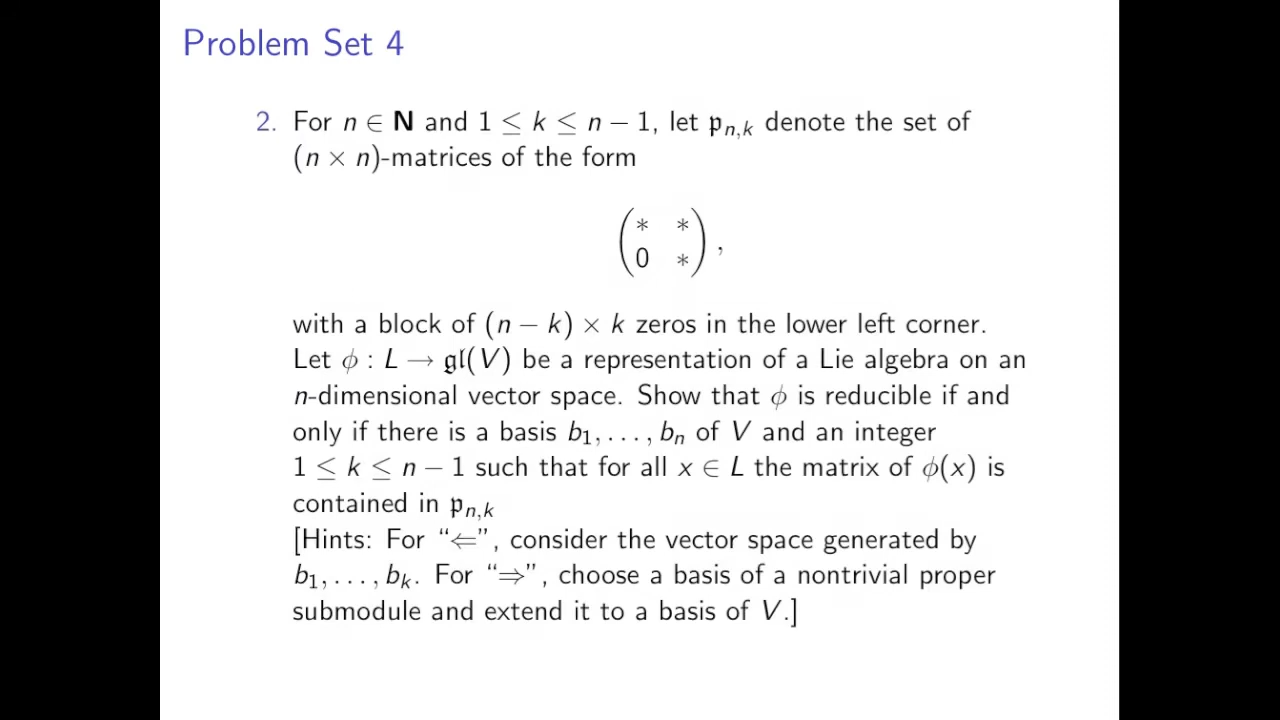 Problem Set 4
2. For n ∈ N and 1 ≤ k ≤ n − 1, let 𝔭n,k denote the set of
(n × n)-matrices of the form
( * *
0 * ),
with a block of (n − k) × k zeros in the lower left corner.
Let ϕ : L → 𝔤𝔩(V) be a representation of a Lie algebra on an
n-dimensional vector space. Show that ϕ is reducible if and
only if there is a basis b1, . . . , bn of V and an integer
1 ≤ k ≤ n − 1 such that for all x ∈ L the matrix of ϕ(x) is
contained in 𝔭n,k
[Hints: For “⇐”, consider the vector space generated by
b1, . . . , bk. For “⇒”, choose a basis of a nontrivial proper
submodule and extend it to a basis of V.]